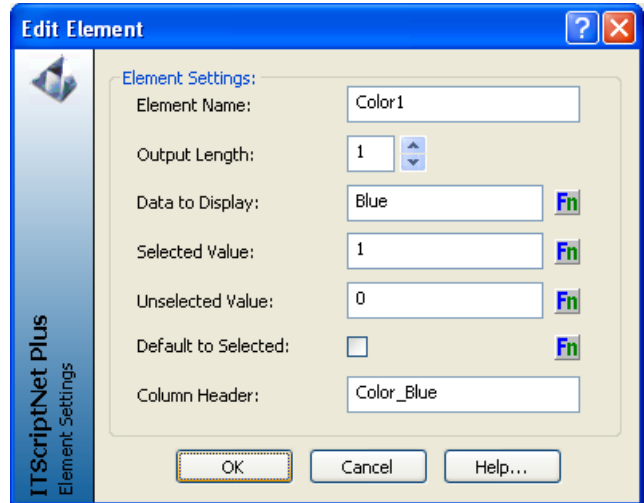 Edit Element
Element Settings:
Element Name: Color1
Output Length: 1
Data to Display: Blue Fn
Selected Value: 1 Fn
Unselected Value: 0 Fn
Default to Selected: Fn
Column Header: Color_Blue
OK Cancel Help...
ITScriptNet Plus
Element Settings